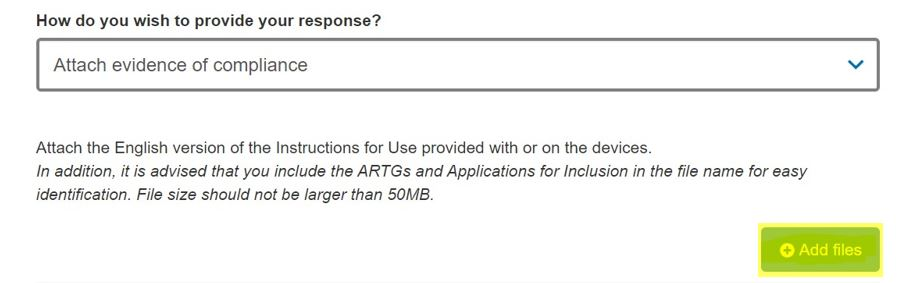 How do you wish to provide your response?
Attach evidence of compliance
Attach the English version of the Instructions for Use provided with or on the devices.
In addition, it is advised that you include the ARTGs and Applications for Inclusion in the file name for easy
identification. File size should not be larger than 50MB.
Add files